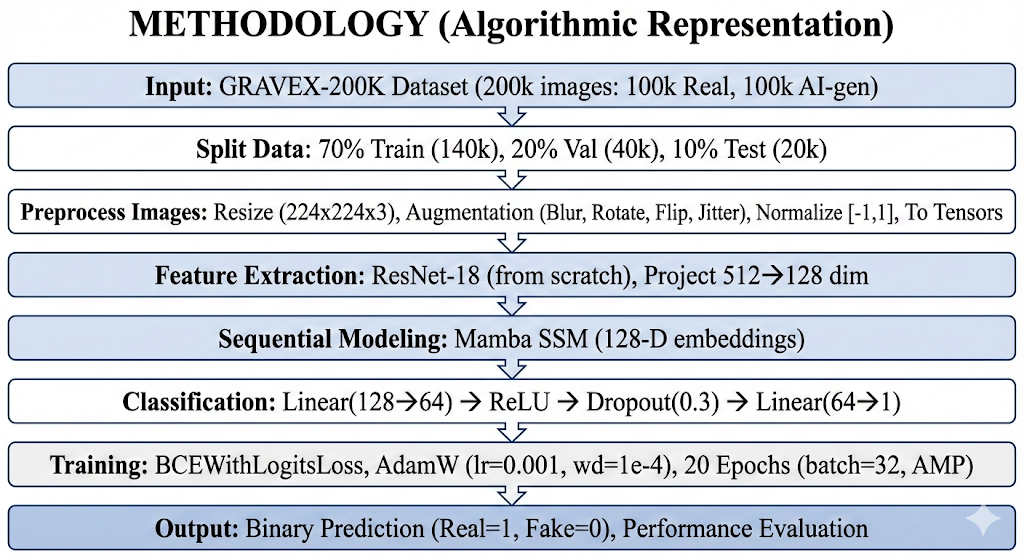 METHODOLOGY (Algorithmic Representation)
Input: GRAVEX-200K Dataset (200k images: 100k Real, 100k AI-gen)
Split Data: 70% Train (140k), 20% Val (40k), 10% Test (20k)
Preprocess Images: Resize (224x224x3), Augmentation (Blur, Rotate, Flip, Jitter), Normalize [-1,1], To Tensors
Feature Extraction: ResNet-18 (from scratch), Project 512→128 dim
Sequential Modeling: Mamba SSM (128-D embeddings)
Classification: Linear(128→64) → ReLU → Dropout(0.3) → Linear(64→1)
Training: BCEWithLogitsLoss, AdamW (lr=0.001, wd=1e-4), 20 Epochs (batch=32, AMP)
Output: Binary Prediction (Real=1, Fake=0), Performance Evaluation